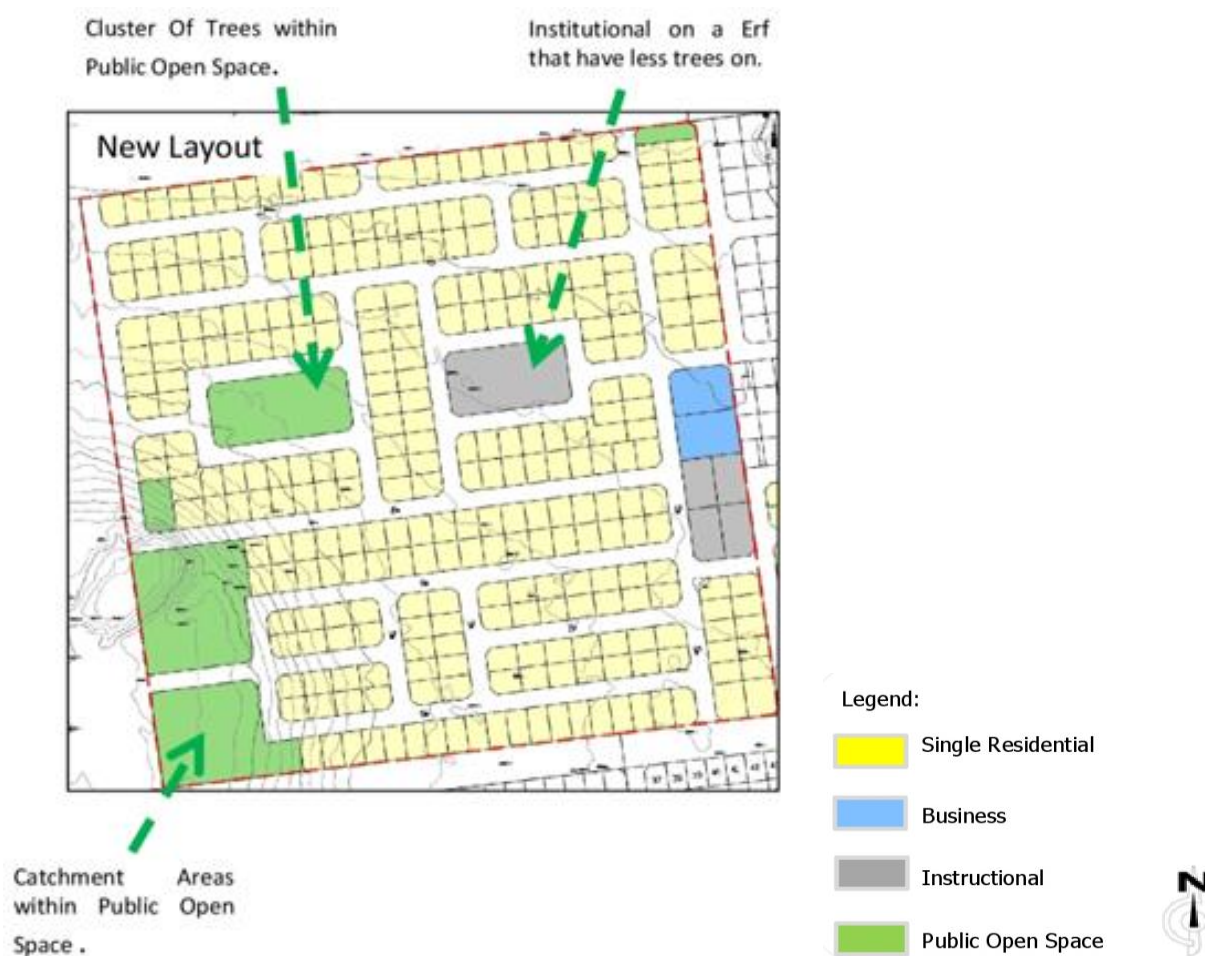 Cluster Of Trees within
Public Open Space.
Institutional on a Erf
that have less trees on.
New Layout
Catchment Areas
within Public Open
Space .
Legend:
Single Residential
Business
Instructional
Public Open Space
N